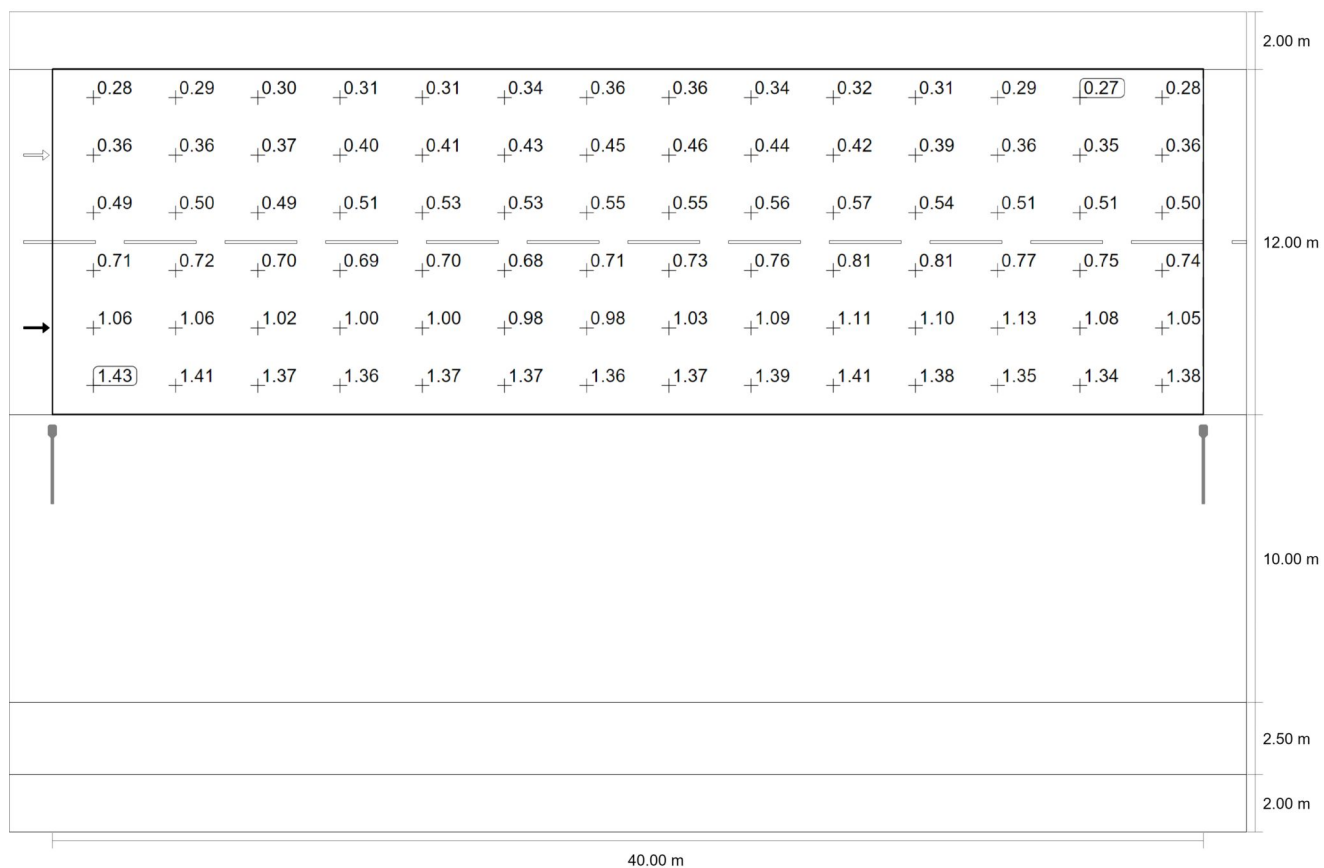 2.00 m
0.28 0.29 0.30 0.31 0.31 0.34 0.36 0.36 0.34 0.32 0.31 0.29 0.27 0.28
0.36 0.36 0.37 0.40 0.41 0.43 0.45 0.46 0.44 0.42 0.39 0.36 0.35 0.36
0.49 0.50 0.49 0.51 0.53 0.53 0.55 0.55 0.56 0.57 0.54 0.51 0.51 0.50
12.00 m
0.71 0.72 0.70 0.69 0.70 0.68 0.71 0.73 0.76 0.81 0.81 0.77 0.75 0.74
1.06 1.06 1.02 1.00 1.00 0.98 0.98 1.03 1.09 1.11 1.10 1.13 1.08 1.05
1.43 1.41 1.37 1.36 1.37 1.37 1.36 1.37 1.39 1.41 1.38 1.35 1.34 1.38
10.00 m
2.50 m
2.00 m
40.00 m